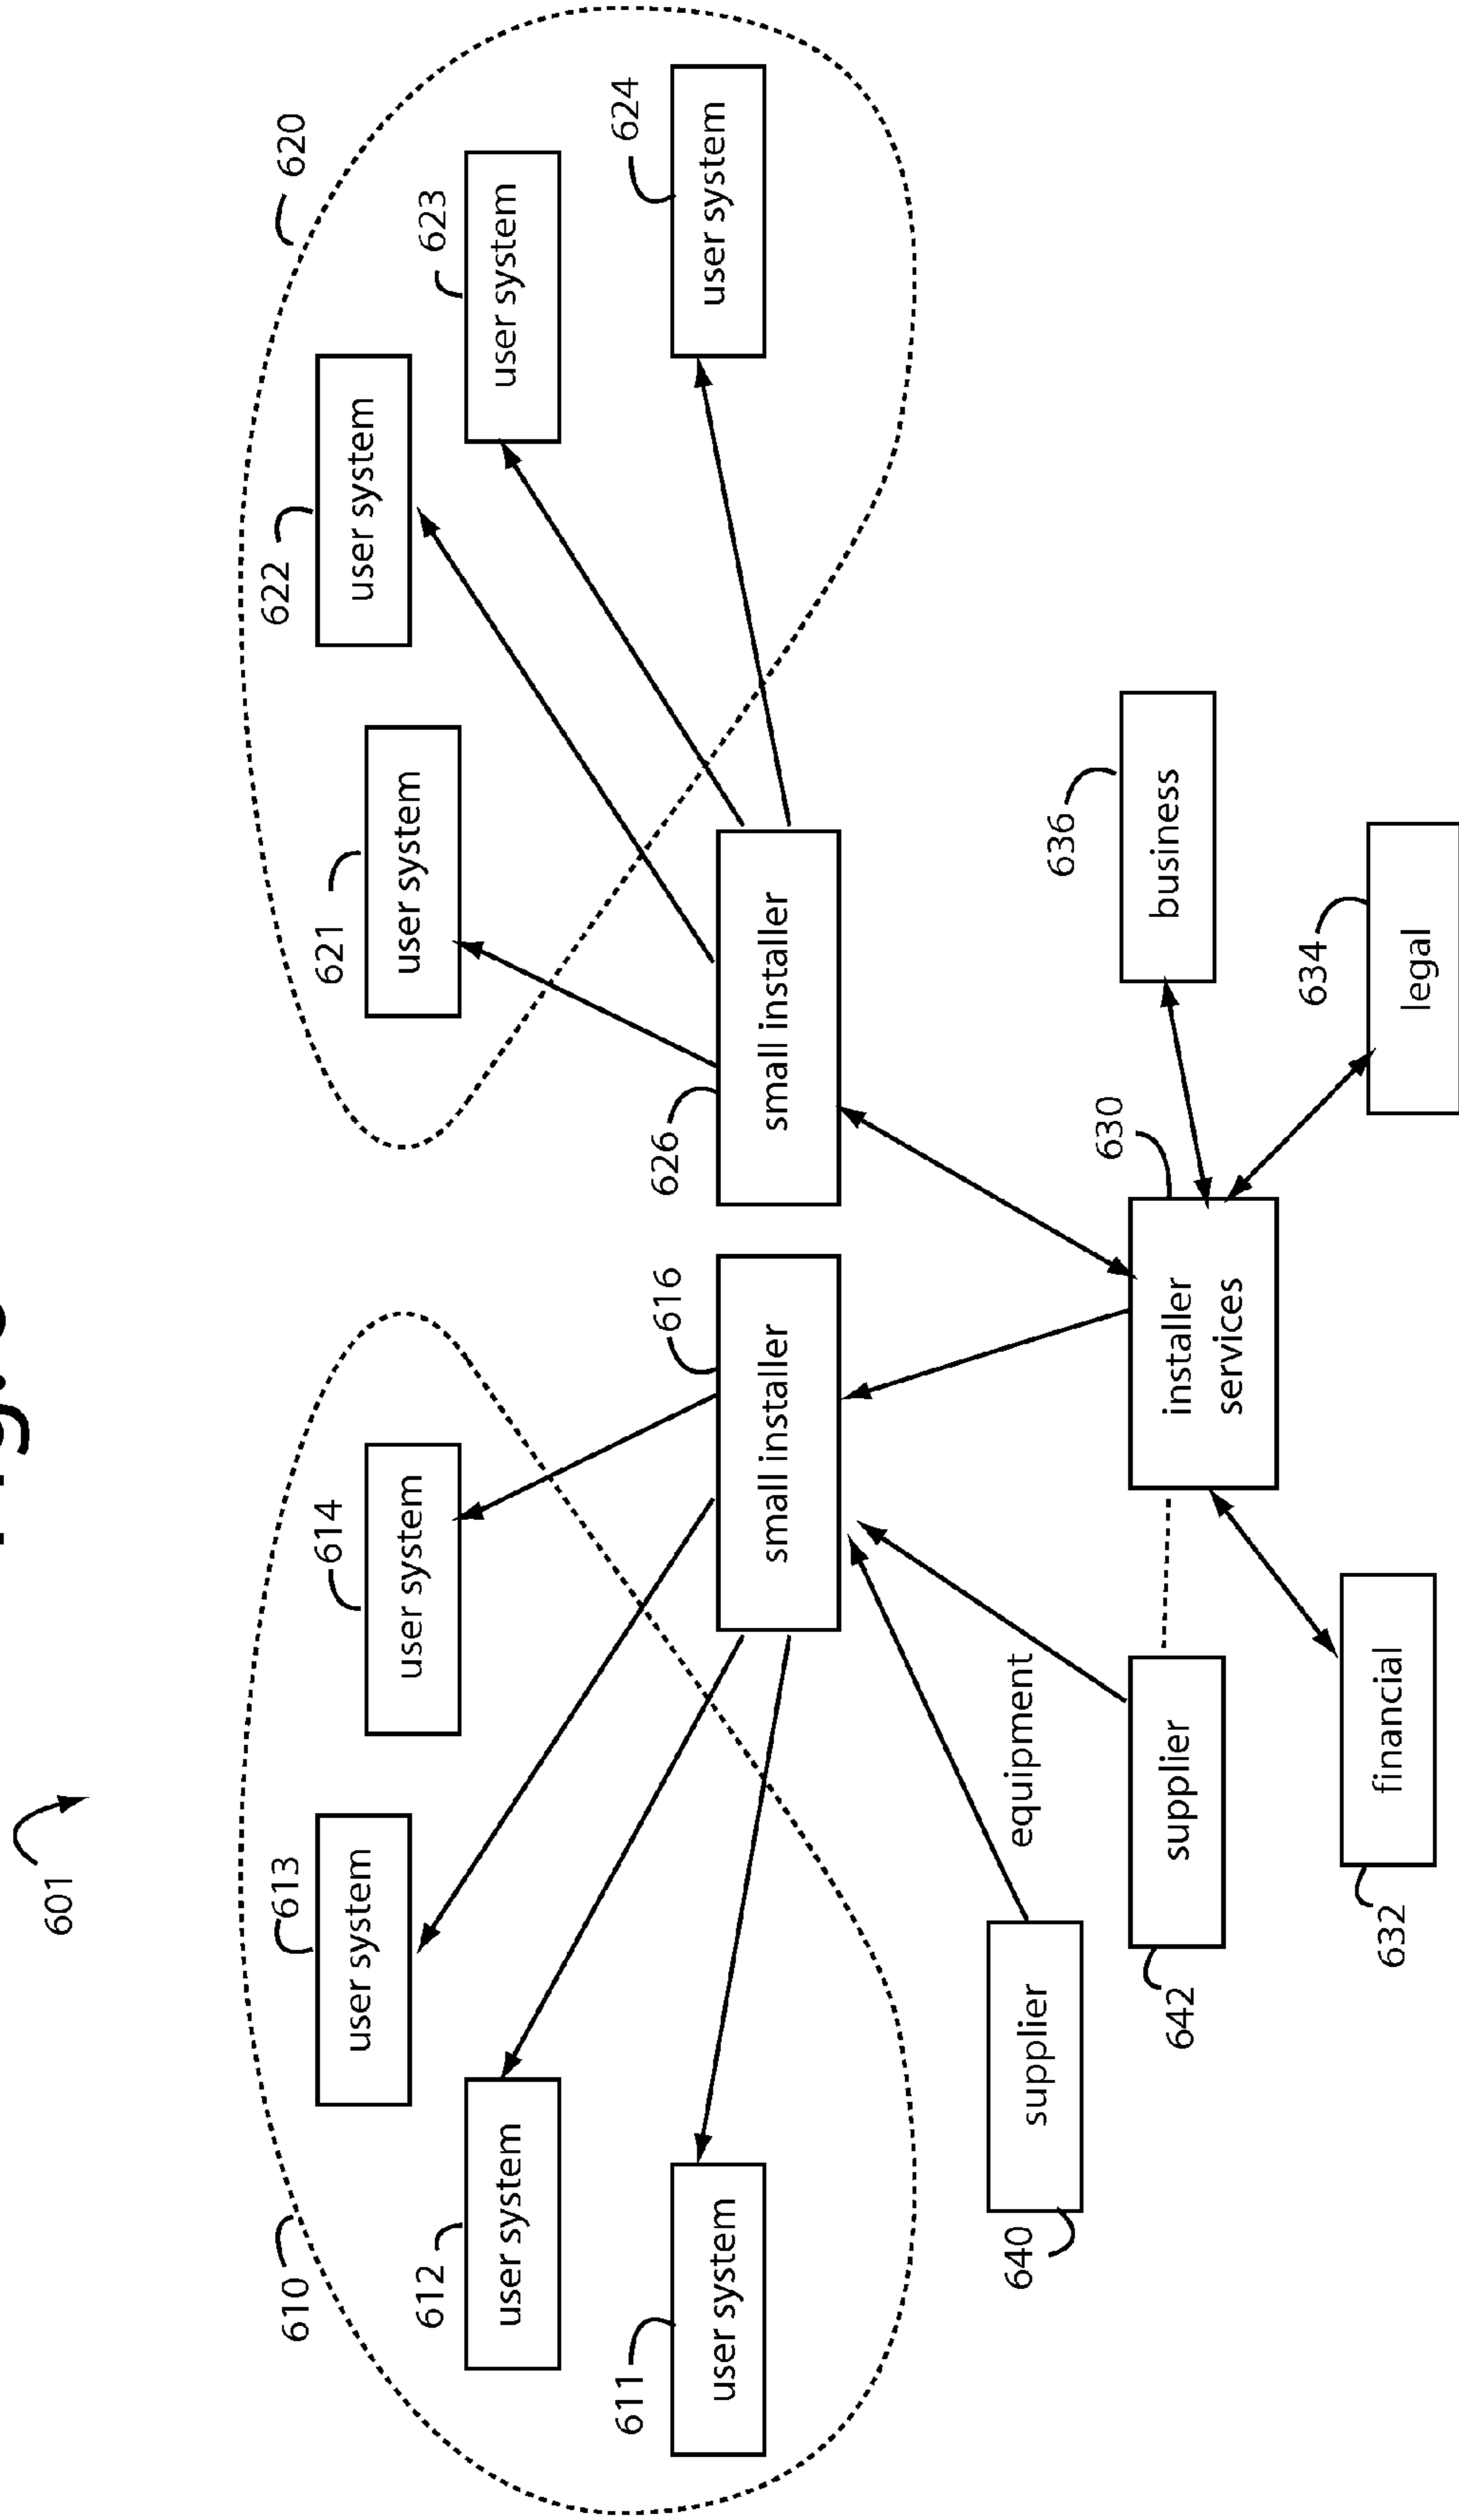 601
610
620
613
user system
622
user system
614
user system
621
user system
612
user system
623
user system
611
user system
624
user system
616
small installer
626
small installer
640
supplier
equipment
642
supplier
630
installer
services
636
business
632
financial
634
legal